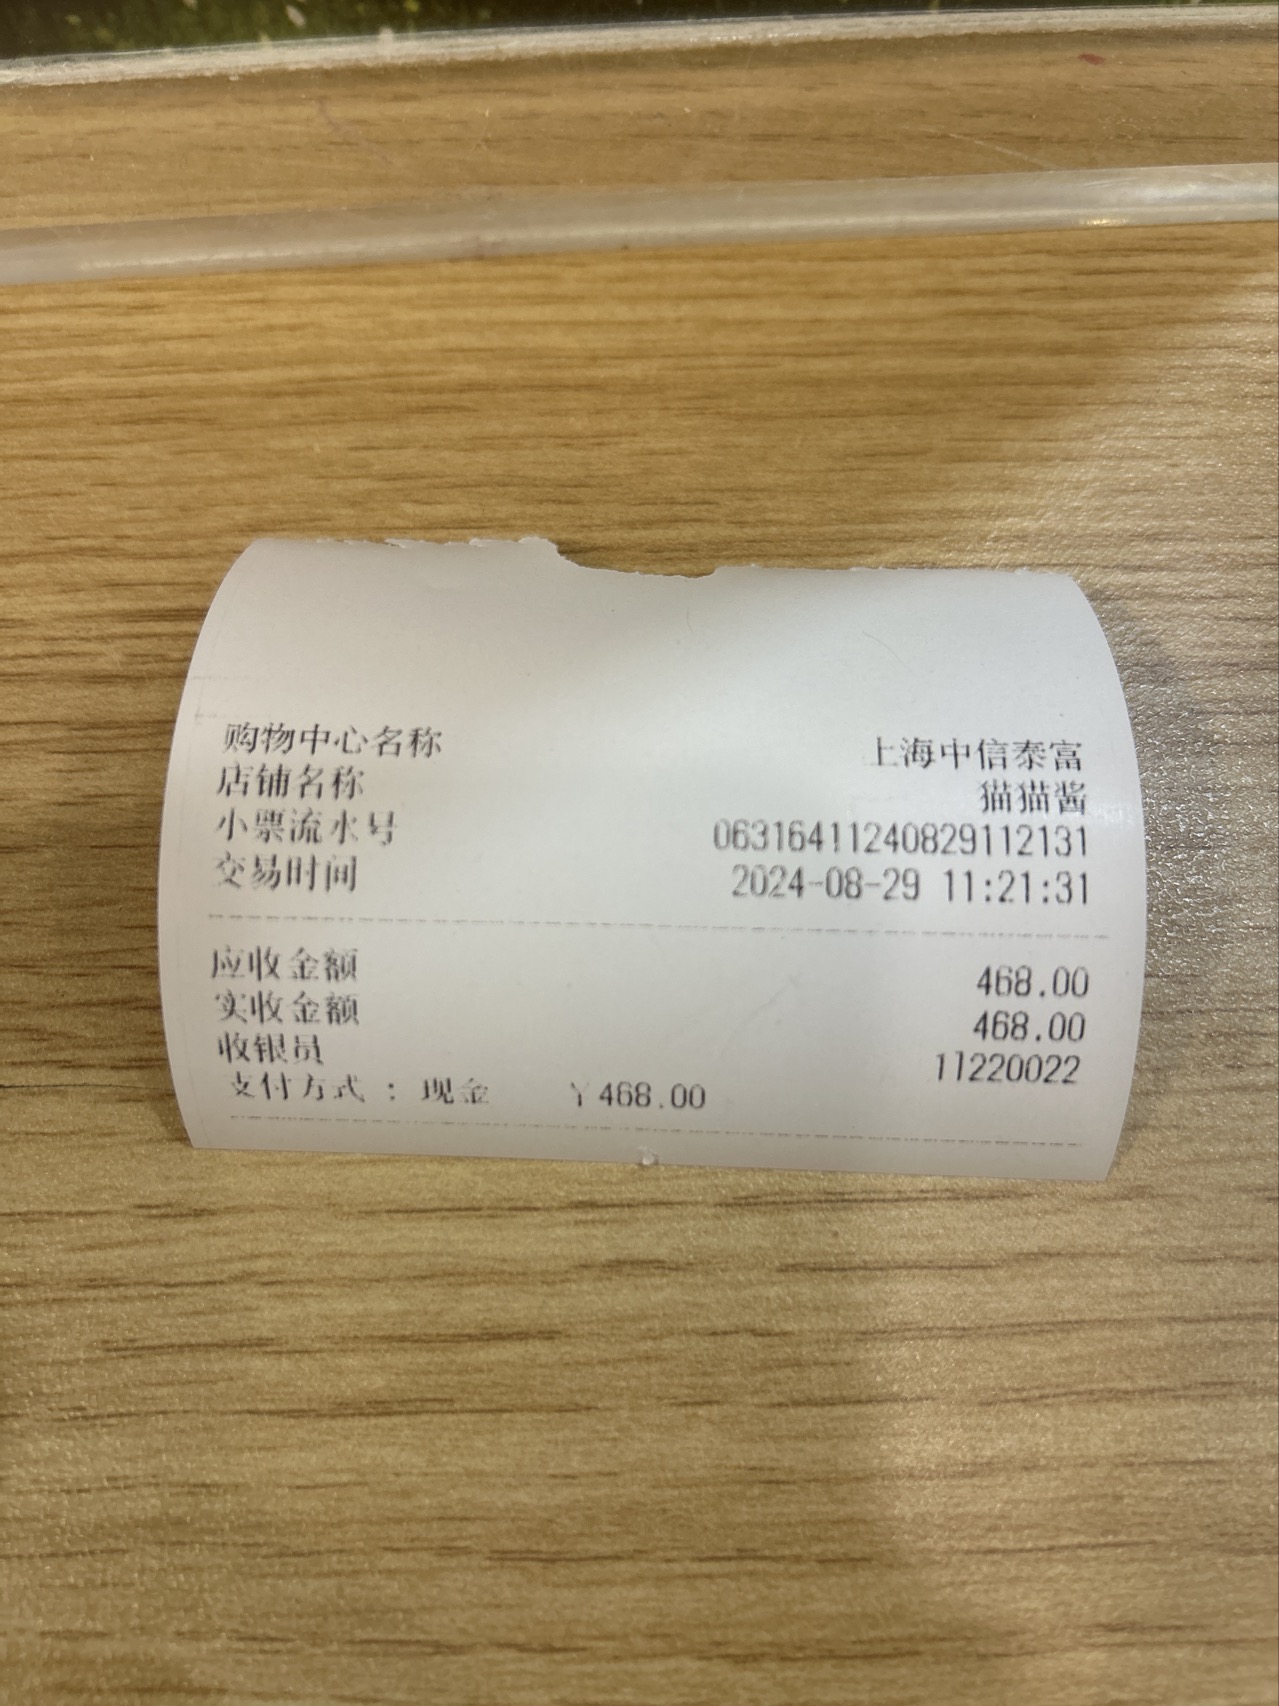 购物中心名称 上海中信泰富
店铺名称 猫猫酱
小票流水号 06316411240829112131
交易时间 2024-08-29 11:21:31
应收金额 468.00
实收金额 468.00
收银员 11220022
支付方式 : 现金 ¥468.00